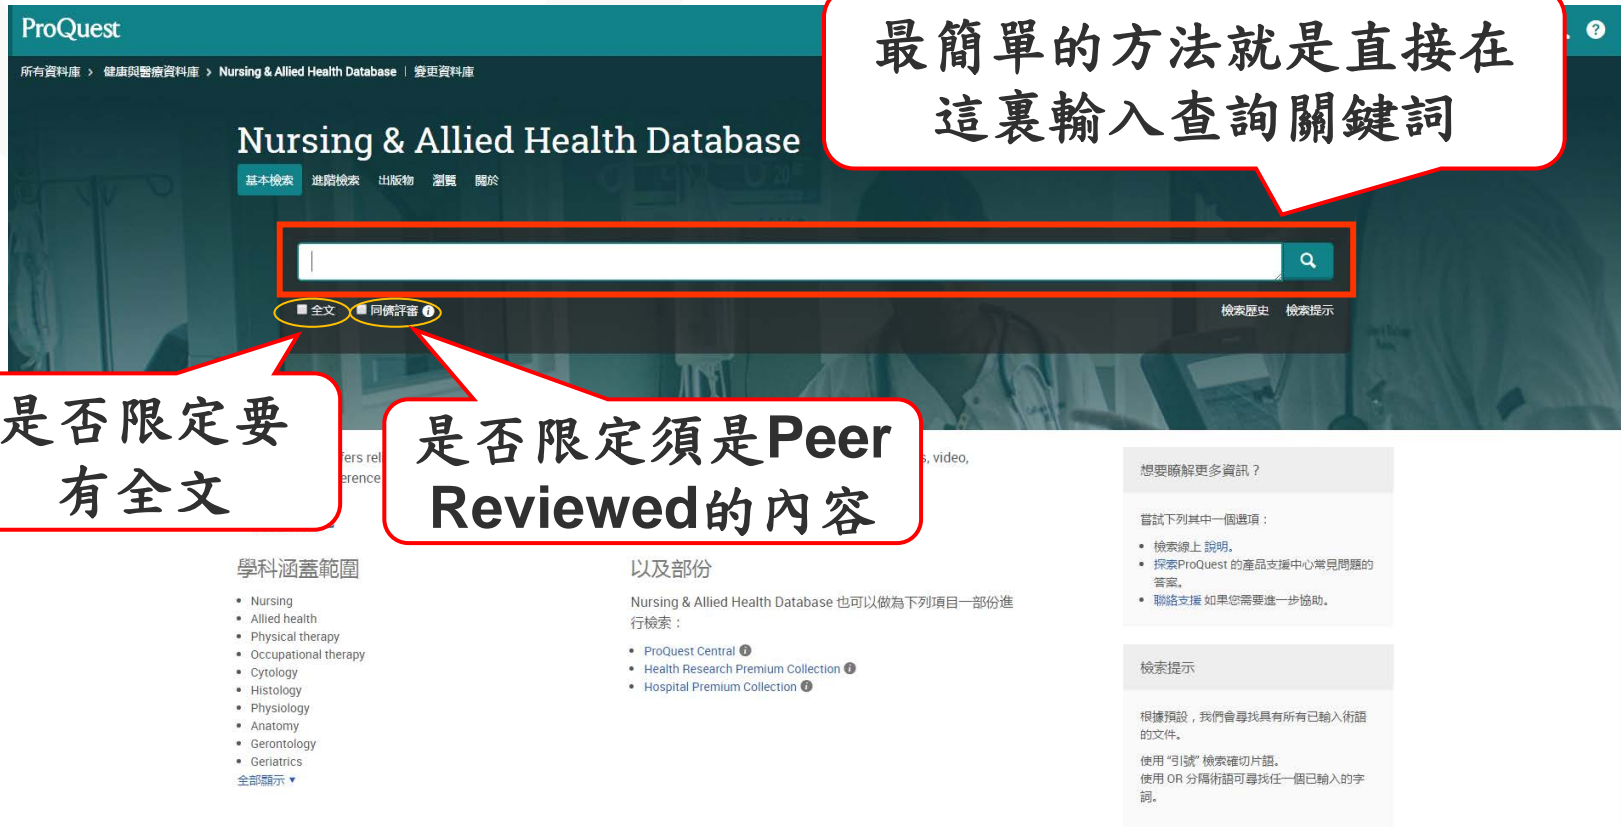 ProQuest
所有資料庫 › 健康與醫療資料庫 › Nursing & Allied Health Database | 變更資料庫
最簡單的方法就是直接在
這裏輸入查詢關鍵詞
Nursing & Allied Health Database
基本檢索 進階檢索 出版物 瀏覽 關於
全文 同儕評審
檢索歷史 檢索提示
是否限定要
有全文
是否限定須是Peer
Reviewed的內容
, video,
學科涵蓋範圍
• Nursing
• Allied health
• Physical therapy
• Occupational therapy
• Cytology
• Histology
• Physiology
• Anatomy
• Gerontology
• Geriatrics
全部顯示 ▼
以及部份
Nursing & Allied Health Database 也可以做為下列項目一部份進
行檢索：
• ProQuest Central
• Health Research Premium Collection
• Hospital Premium Collection
想要瞭解更多資訊？
嘗試下列其中一個選項：
• 檢索線上 說明。
• 探索ProQuest 的產品支援中心常見問題的
答案。
• 聯絡支援 如果您需要進一步協助。
檢索提示
根據預設，我們會尋找具有所有已輸入術語
的文件。
使用 “引號” 檢索確切片語。
使用 OR 分隔術語可尋找任一個已輸入的字
詞。